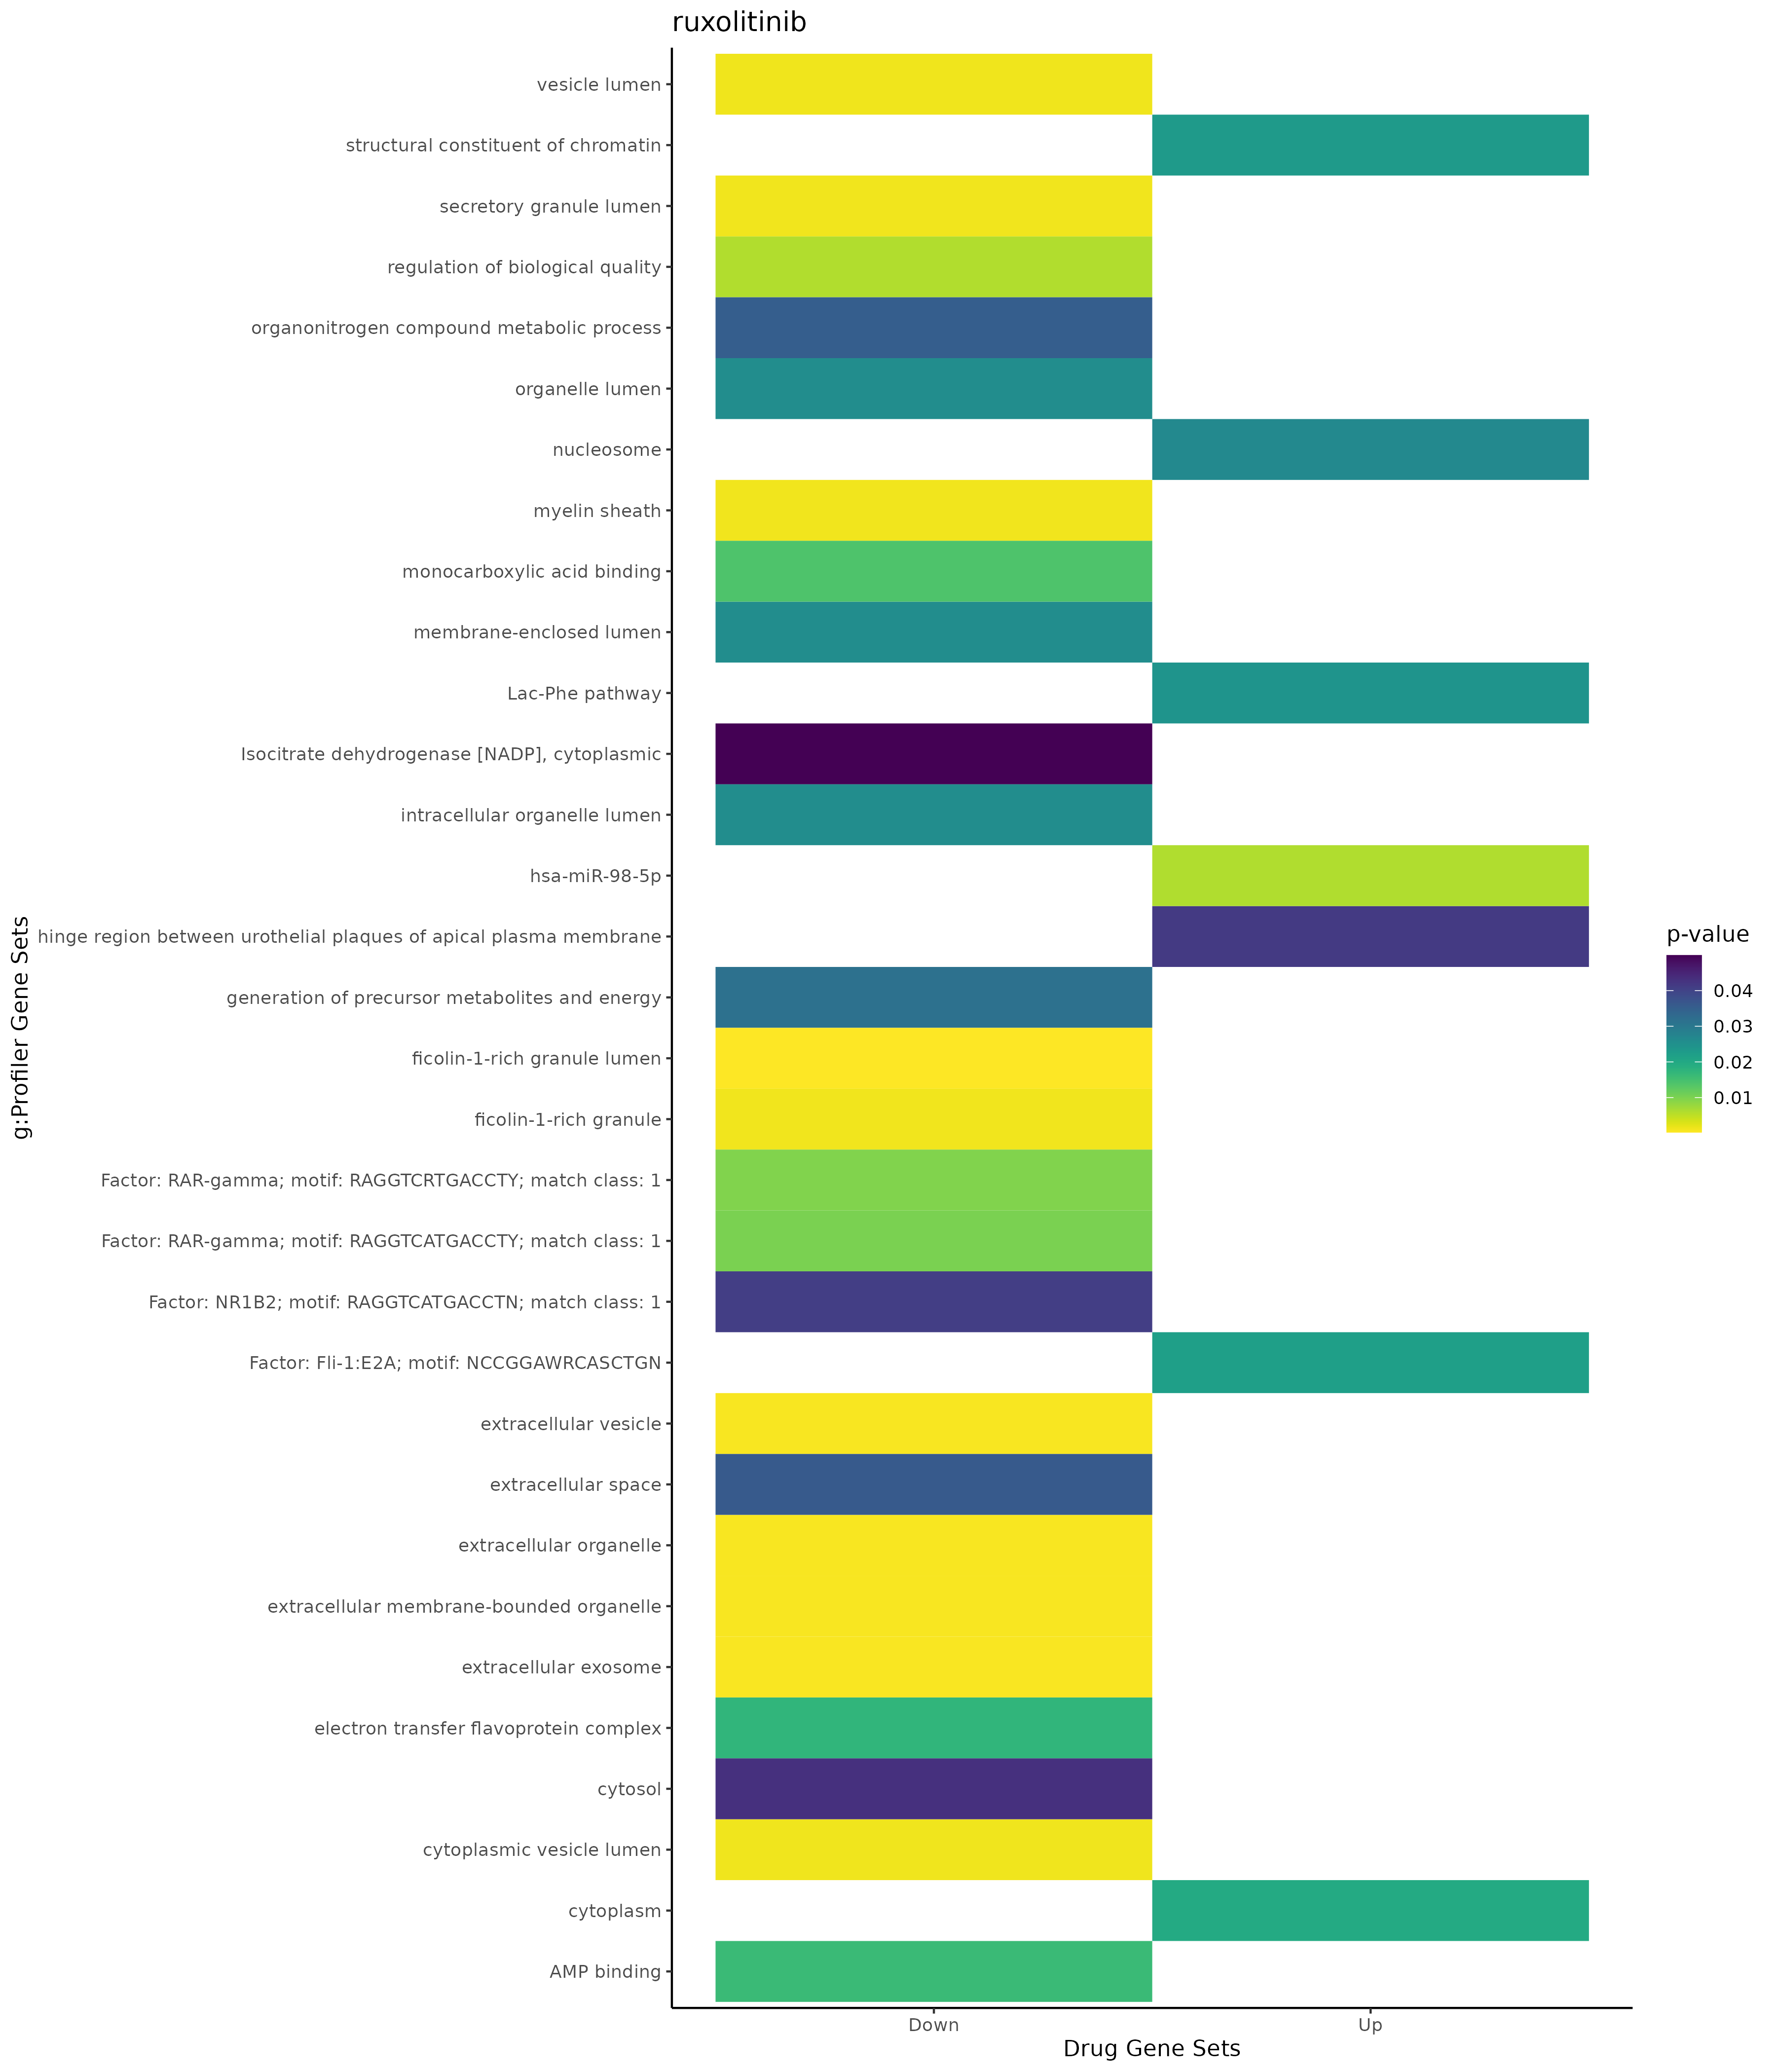 ruxolitinib
vesicle lumen
structural constituent of chromatin
secretory granule lumen
regulation of biological quality
organonitrogen compound metabolic process
organelle lumen
nucleosome
myelin sheath
monocarboxylic acid binding
membrane-enclosed lumen
Lac-Phe pathway
Isocitrate dehydrogenase [NADP], cytoplasmic
intracellular organelle lumen
hsa-miR-98-5p
hinge region between urothelial plaques of apical plasma membrane
generation of precursor metabolites and energy
ficolin-1-rich granule lumen
ficolin-1-rich granule
Factor: RAR-gamma; motif: RAGGTCRTGACCTY; match class: 1
Factor: RAR-gamma; motif: RAGGTCATGACCTY; match class: 1
Factor: NR1B2; motif: RAGGTCATGACCTN; match class: 1
Factor: Fli-1:E2A; motif: NCCGGAWRCASCTGN
extracellular vesicle
extracellular space
extracellular organelle
extracellular membrane-bounded organelle
extracellular exosome
electron transfer flavoprotein complex
cytosol
cytoplasmic vesicle lumen
cytoplasm
AMP binding
g:Profiler Gene Sets
Down
Up
Drug Gene Sets
p-value
0.04
0.03
0.02
0.01